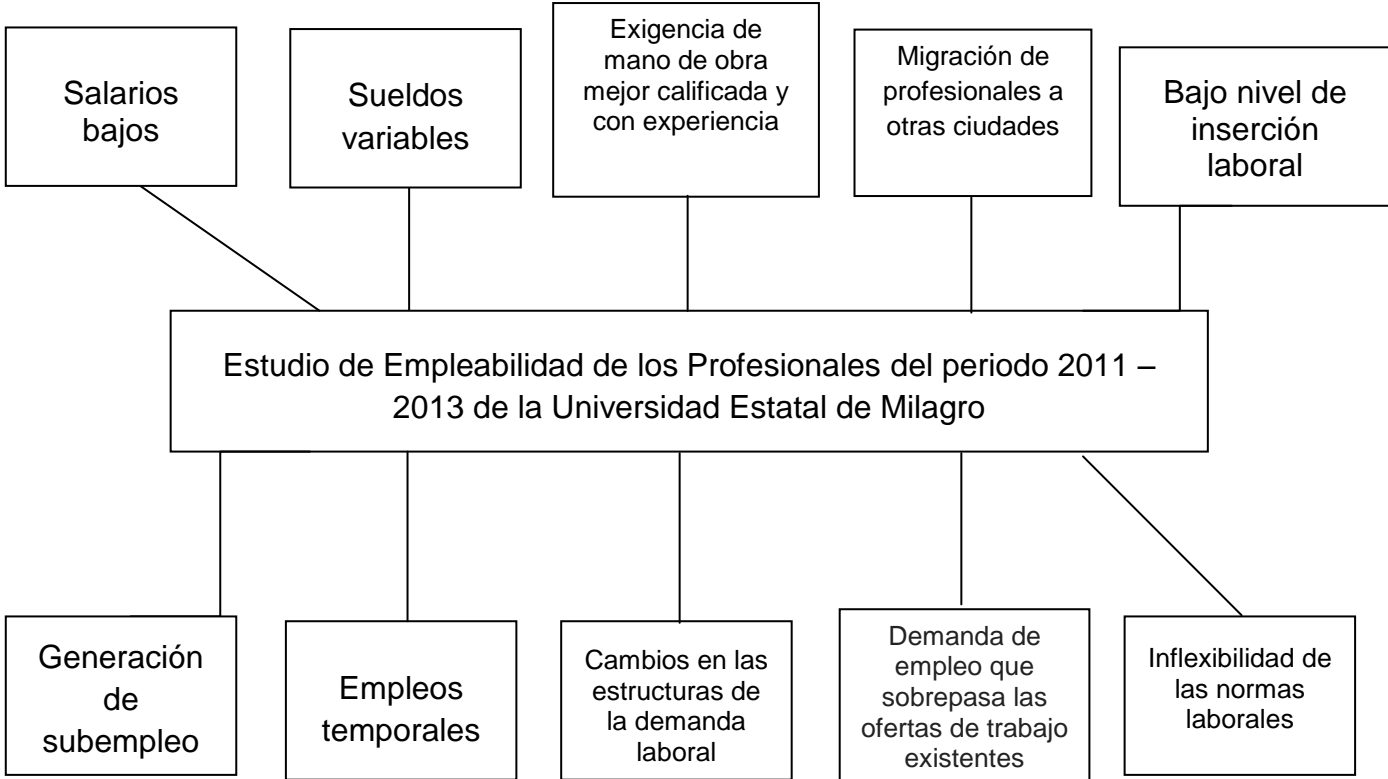 Salarios
bajos
Sueldos
variables
Exigencia de
mano de obra
mejor calificada y
con experiencia
Migración de
profesionales a
otras ciudades
Bajo nivel de
inserción
laboral
Estudio de Empleabilidad de los Profesionales del periodo 2011 –
2013 de la Universidad Estatal de Milagro
Generación
de
subempleo
Empleos
temporales
Cambios en las
estructuras de
la demanda
laboral
Demanda de
empleo que
sobrepasa las
ofertas de trabajo
existentes
Inflexibilidad de
las normas
laborales